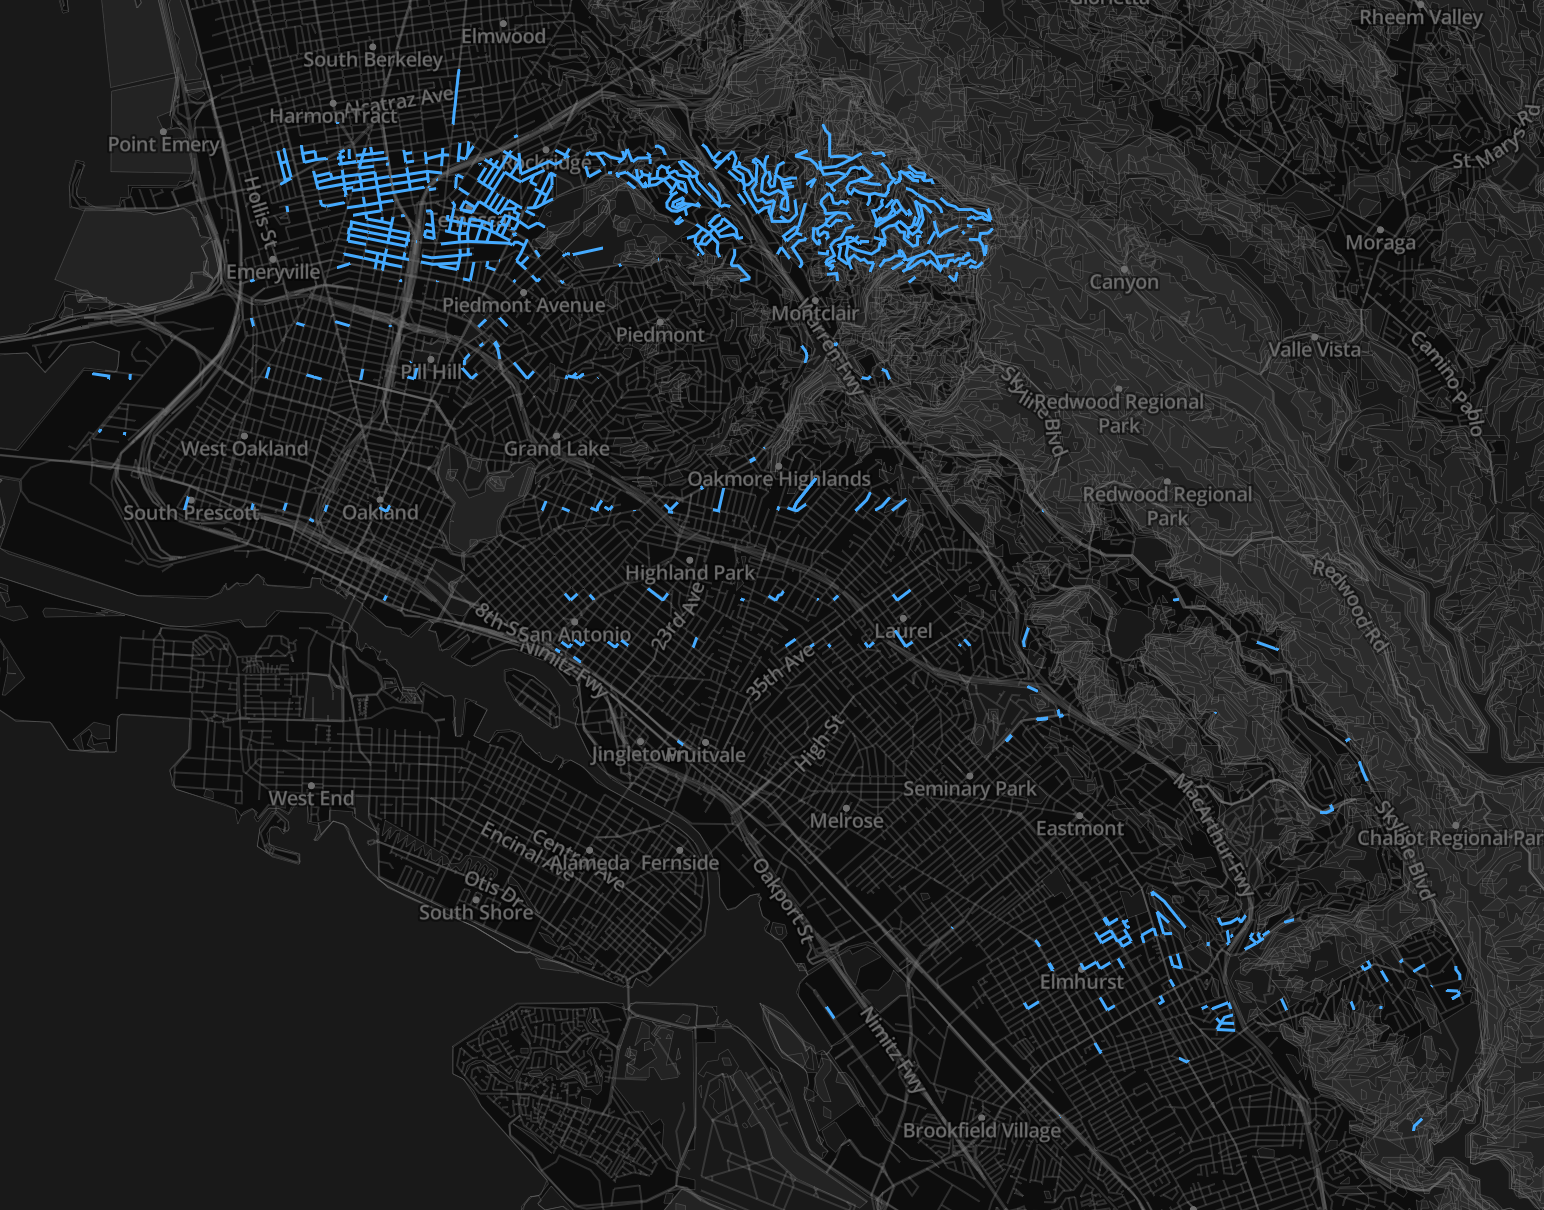 Glorietta
Rheem Valley
Elmwood
South Berkeley
Alcatraz Ave
Harmon Tract
Point Emery
St Marys Rd
Hollis St
Moraga
Emeryville
Canyon
Piedmont Avenue
Montclair
Piedmont
Valle Vista
Pill Hill
Skyline Blvd
Camino Pablo
Redwood Regional
Park
West Oakland
Grand Lake
Oakmore Highlands
Redwood Regional
Park
South Prescott
Oakland
Highland Park
Redwood Rd
8th St
San Antonio
23rd Ave
Laurel
Nimitz Fwy
35th Ave
High St
Jingletown
Fruitvale
West End
Seminary Park
MacArthur Fwy
Melrose
Eastmont
Skyline Blvd
Chabot Regional Par
Central Ave
Encinal Ave
Alameda
Fernside
Otis Dr
South Shore
Oakport St
Elmhurst
Nimitz Fwy
Brookfield Village